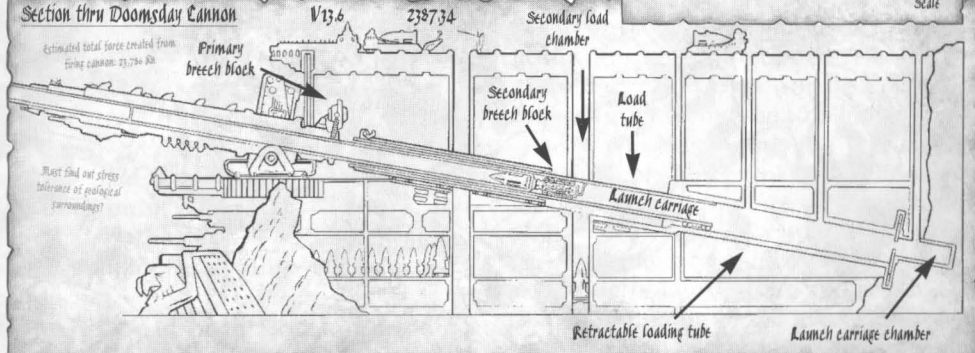 Section thru Doomsday Cannon
V13.6
2387.34
Scale
Estimated total force created from
firing cannon: 23,786 Kn
Primary
breech block
Secondary load
chamber
Secondary
breech block
Load
tube
Launch carriage
Must find out stress
tolerance of geological
surroundings?
Retractable loading tube
Launch carriage chamber